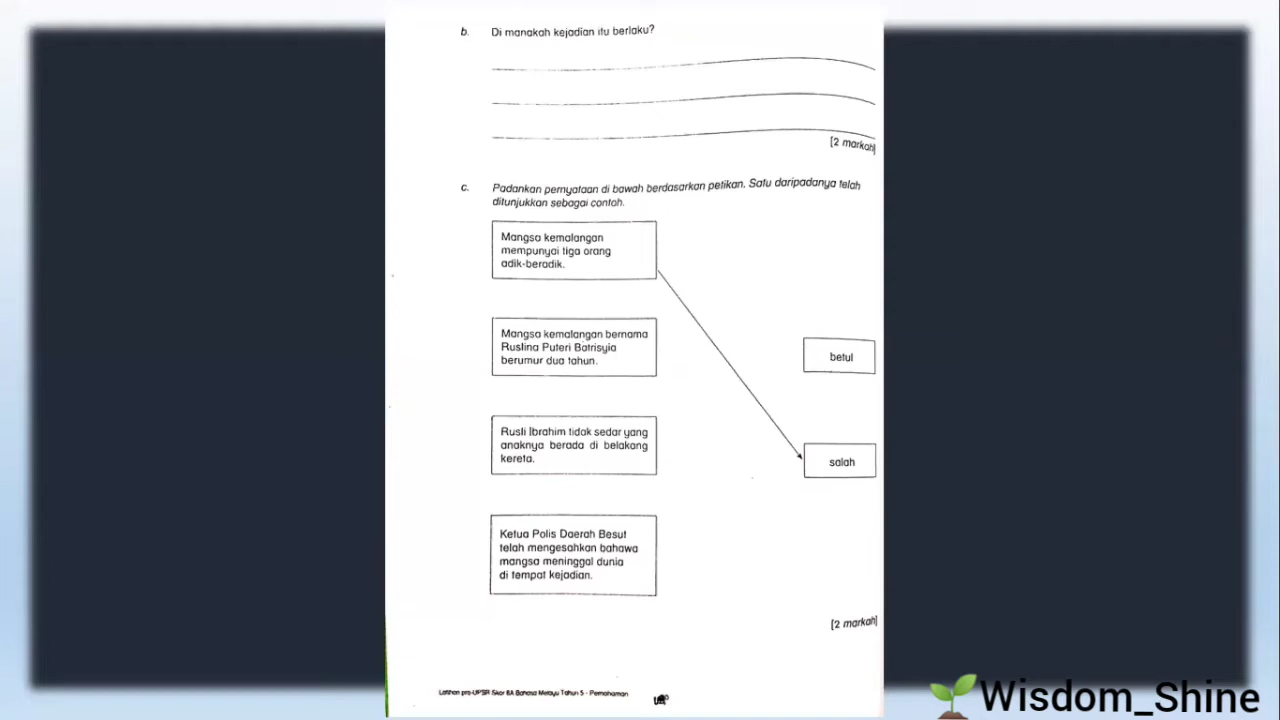 b. Di manakah kejadian itu berlaku?
[2 markah]
c. Padankan pernyataan di bawah berdasarkan petikan. Satu daripadanya telah
ditunjukkan sebagai contoh.
Mangsa kemalangan
mempunyai tiga orang
adik-beradik.
Mangsa kemalangan bernama
Ruslina Puteri Batrisyia
berumur dua tahun.
betul
Rusli Ibrahim tidak sedar yang
anaknya berada di belakang
kereta.
salah
Ketua Polis Daerah Besut
telah mengesahkan bahawa
mangsa meninggal dunia
di tempat kejadian.
[2 markah]
Latihan pra-UPSR Skor 6A Bahasa Melayu Tahun 5 - Pemahaman
Wisdom_Shine